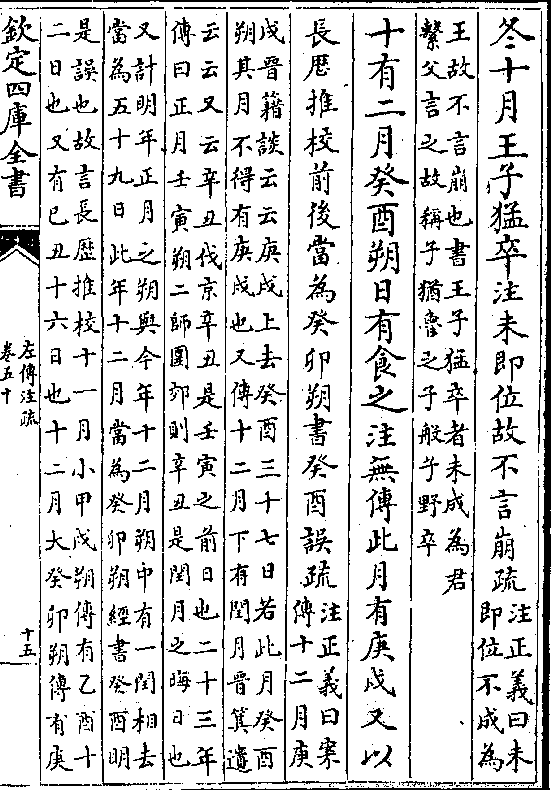 冬十月王子猛卒注未即位故不言崩疏
注正義曰未
即位不成為
王故不言崩也書王子猛卒者未成為君
繫父言之故稱子猶魯之子般子野卒
十有二月癸酉朔日有食之注無傳此月有庚戌又以
長歴推校前後當為癸卯朔書癸酉誤疏
注正義曰案
傳十二月庚
戌晉籍談云云庚戌上去癸酉三十七日若此月癸酉
朔其月不得有庚戌也又傳十二月下有閏月晉箕遺
云云又云辛丑伐京辛丑是壬寅之前日也二十三年
傳曰正月壬寅朔二師圍郊則辛丑是閏月之晦日也
又計明年正月之朔與今年十二月朔中有一閏相去
當為五十九日此年十二月當為癸卯朔經書癸酉明
是誤也故言長歴推校十一月小甲戌朔傳有乙酉十
二日也又有已丑十六日也十二月大癸卯朔傳有庚
欽定四庫全書
左傳注疏
卷五十
十五